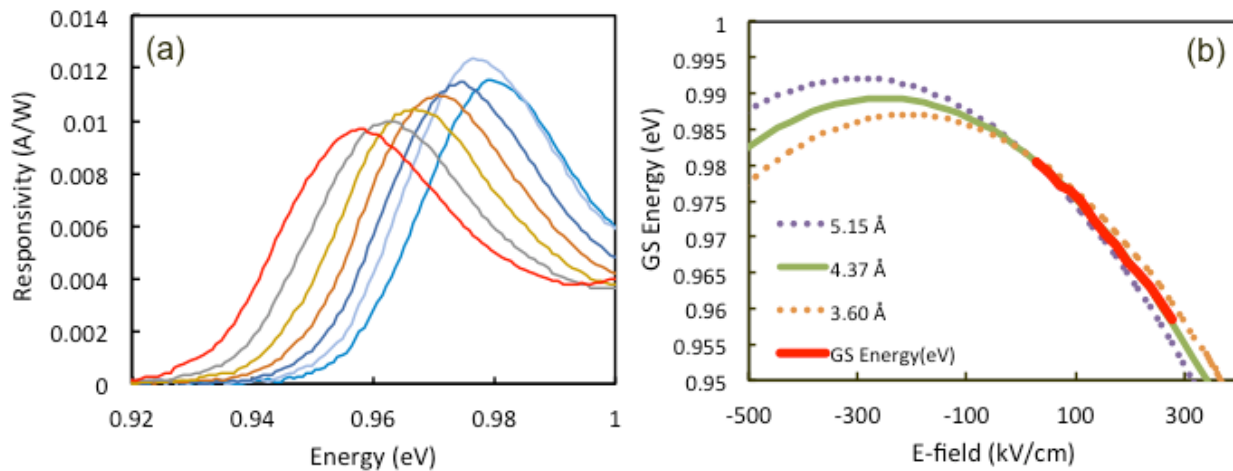 (a)
0.014
0.012
0.01
0.008
0.006
0.004
0.002
0
Responsivity (A/W)
0.92
0.94
0.96
0.98
1
Energy (eV)
(b)
1
0.995
0.99
0.985
0.98
0.975
0.97
0.965
0.96
0.955
0.95
GS Energy (eV)
5.15 Å
4.37 Å
3.60 Å
GS Energy(eV)
-500
-300
-100
100
300
E-field (kV/cm)